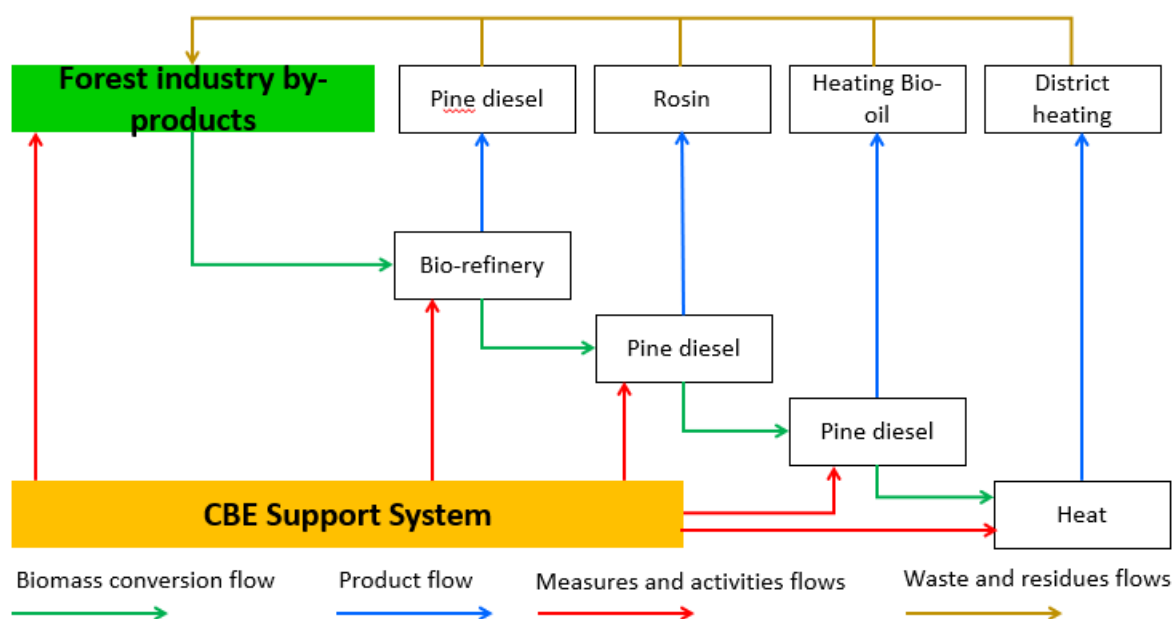 Forest industry by-
products
Pine diesel
Rosin
Heating Bio-
oil
District
heating
Bio-refinery
Pine diesel
Pine diesel
CBE Support System
Heat
Biomass conversion flow
Product flow
Measures and activities flows
Waste and residues flows